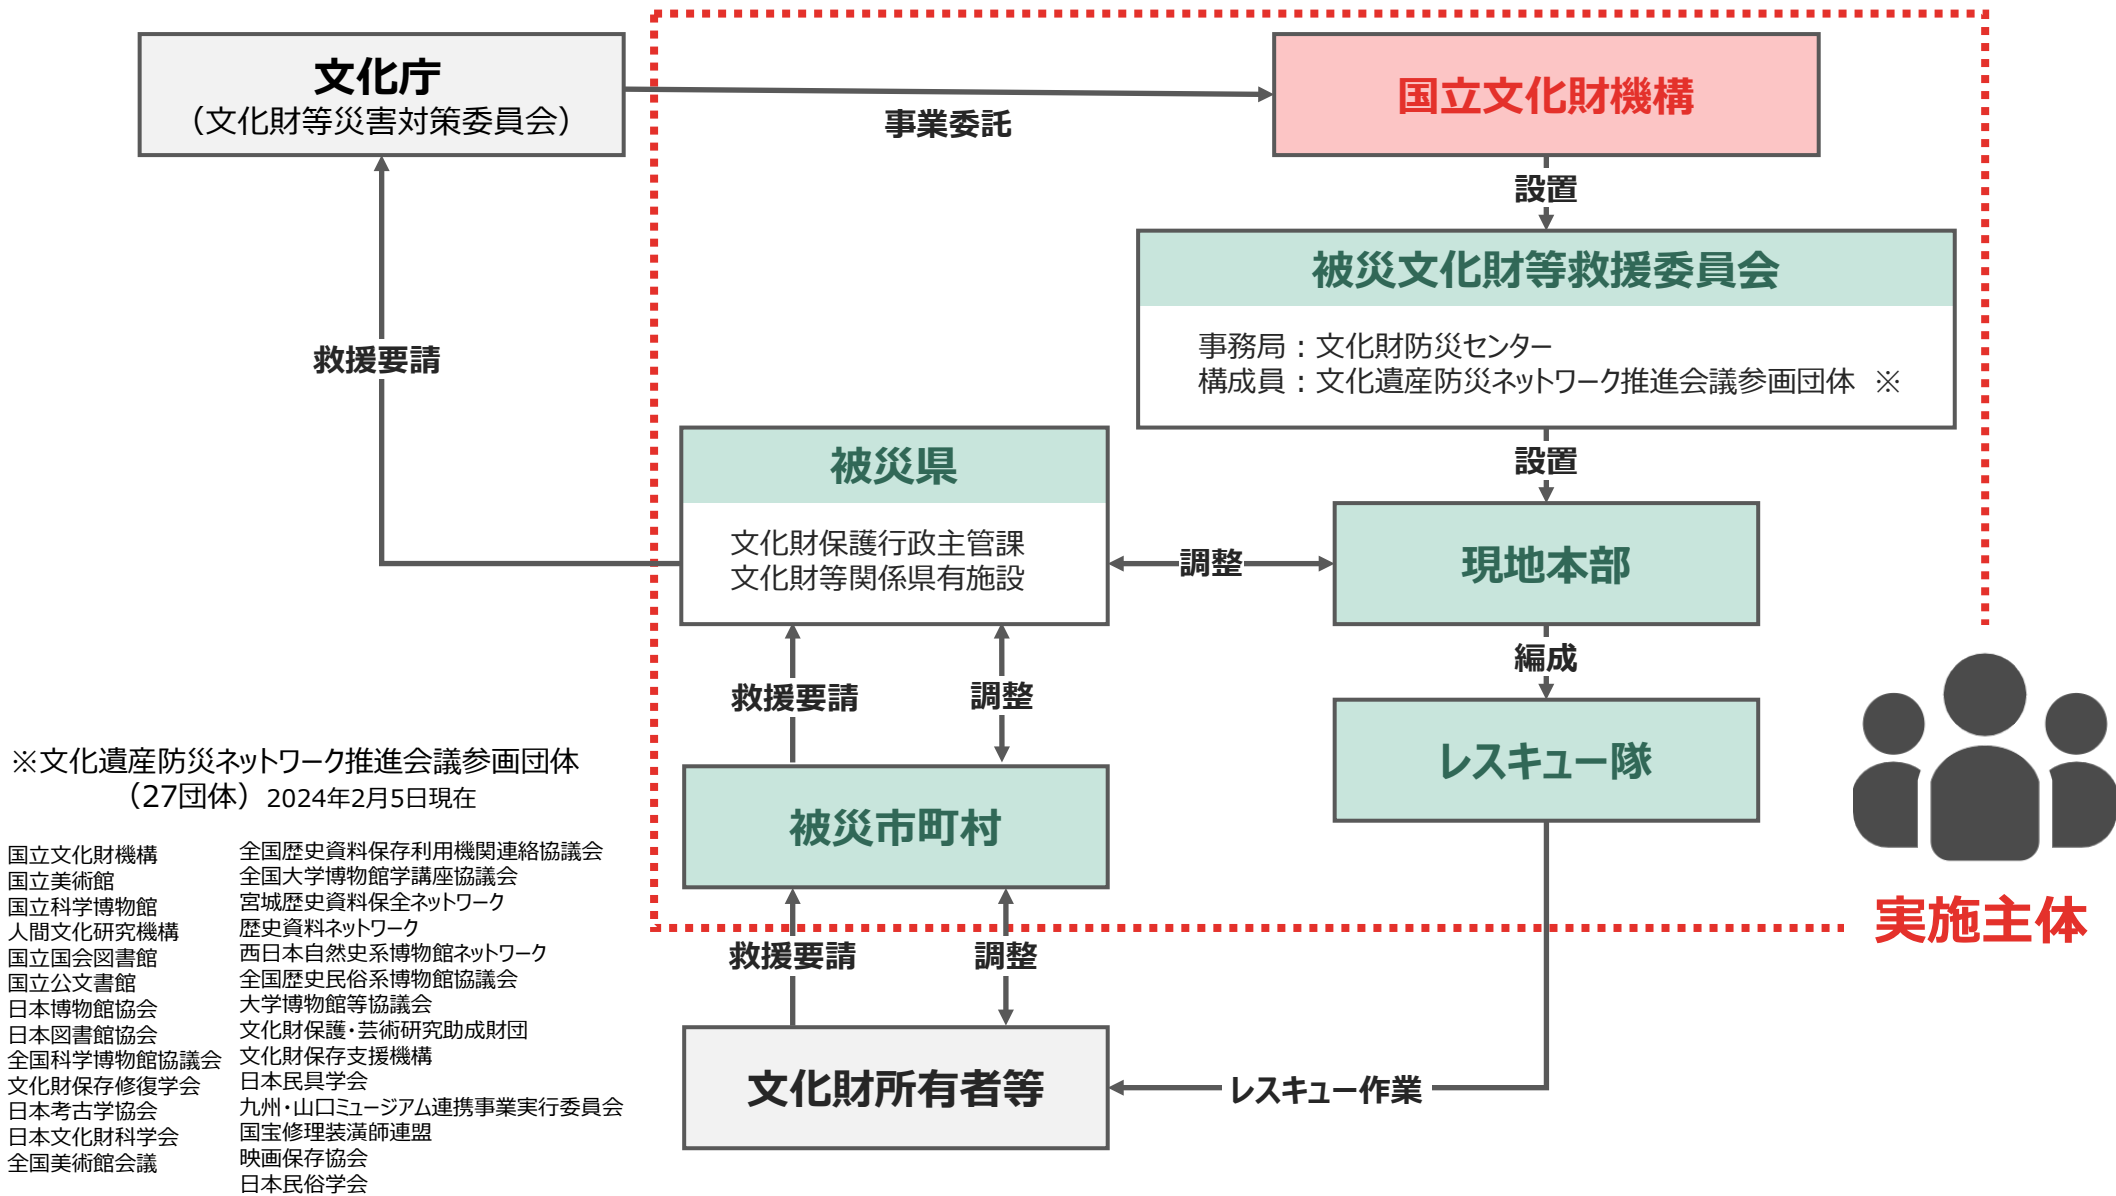 文化庁
（文化財等災害対策委員会）
事業委託
国立文化財機構
設置
被災文化財等救援委員会
事務局：文化財防災センター
構成員：文化遺産防災ネットワーク推進会議参画団体 ※
救援要請
設置
被災県
文化財保護行政主管課
文化財等関係県有施設
調整
現地本部
編成
救援要請
調整
レスキュー隊
被災市町村
実施主体
救援要請
調整
文化財所有者等
レスキュー作業
※文化遺産防災ネットワーク推進会議参画団体
（27団体）2024年2月5日現在
国立文化財機構
国立美術館
国立科学博物館
人間文化研究機構
国立国会図書館
国立公文書館
日本博物館協会
日本図書館協会
全国科学博物館協議会
文化財保存修復学会
日本考古学協会
日本文化財科学会
全国美術館会議
全国歴史資料保存利用機関連絡協議会
全国大学博物館学講座協議会
宮城歴史資料保全ネットワーク
歴史資料ネットワーク
西日本自然史系博物館ネットワーク
全国歴史民俗系博物館協議会
大学博物館等協議会
文化財保護・芸術研究助成財団
文化財保存支援機構
日本民具学会
九州・山口ミュージアム連携事業実行委員会
国宝修理装潢師連盟
映画保存協会
日本民俗学会